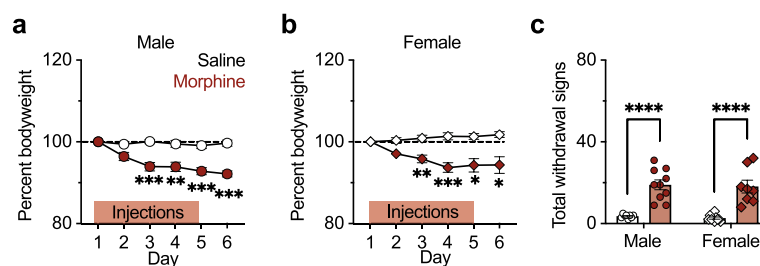 a
Male
Saline
Morphine
Percent bodyweight
120
100
80
*** ** *** ***
Injections
1 2 3 4 5 6
Day
b
Female
Percent bodyweight
120
100
80
** *** * *
Injections
1 2 3 4 5 6
Day
c
Total withdrawal signs
80
40
0
**** ****
Male Female